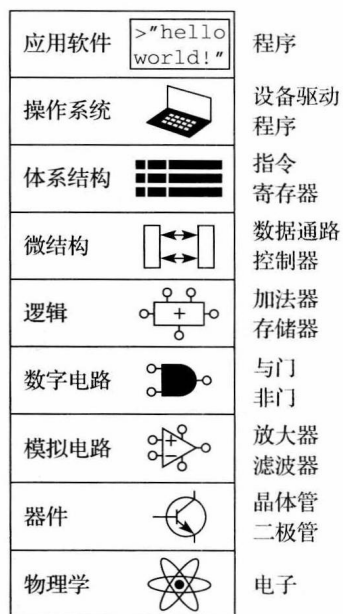 应用软件 >"hello world!" 程序
操作系统 设备驱动
程序
体系结构 指令
寄存器
微结构 数据通路
控制器
逻辑 + 加法器
存储器
数字电路 与门
非门
模拟电路 + − 放大器
滤波器
器件 晶体管
二极管
物理学 电子